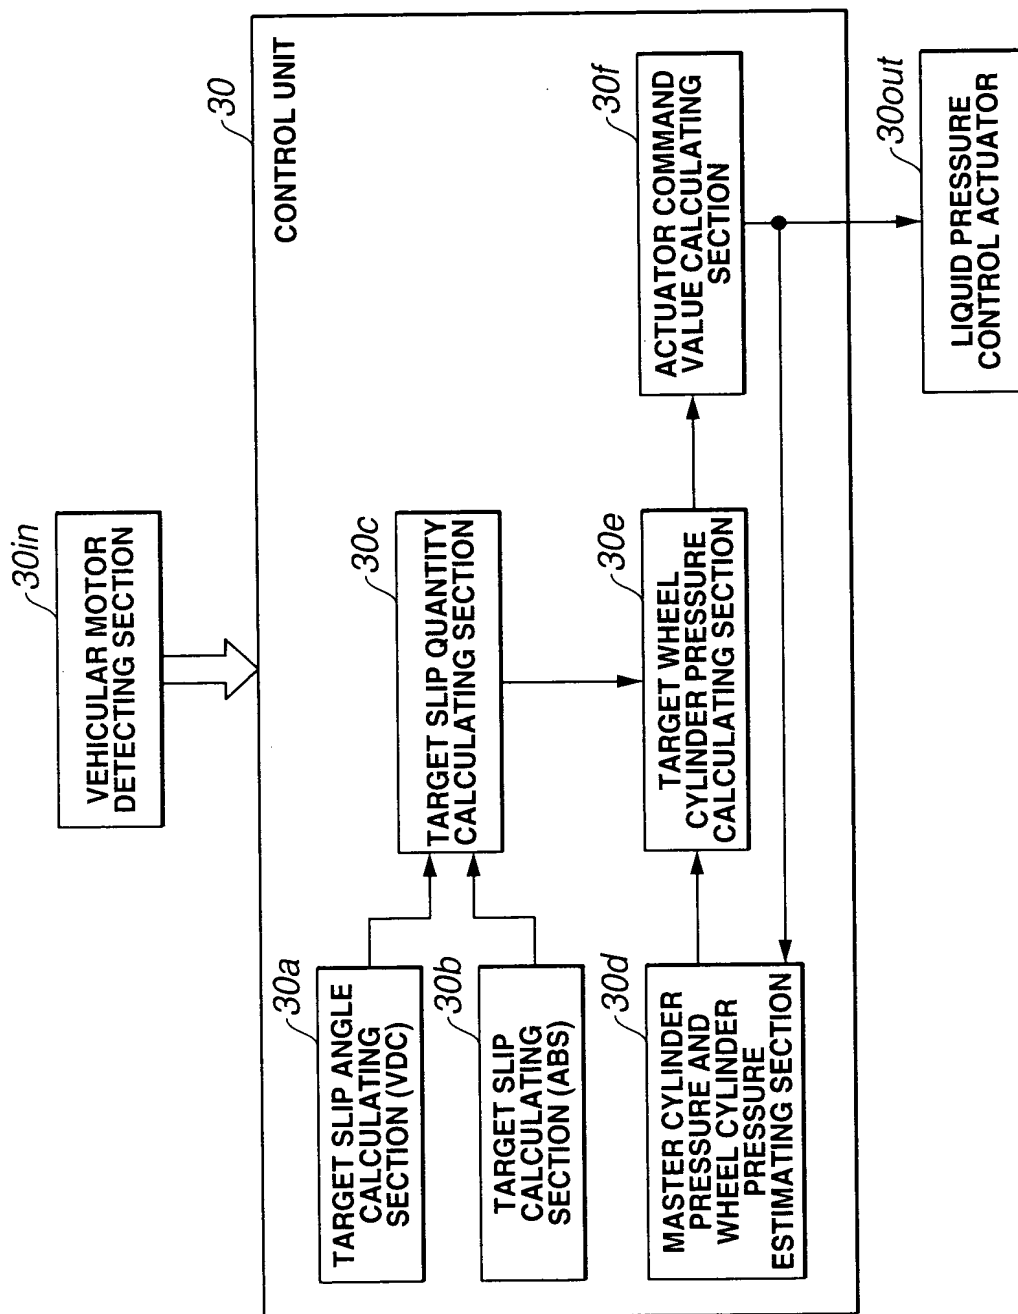 30in
VEHICULAR MOTOR
DETECTING SECTION
30
CONTROL UNIT
30a
TARGET SLIP ANGLE
CALCULATING
SECTION (VDC)
30b
TARGET SLIP
CALCULATING
SECTION (ABS)
30c
TARGET SLIP QUANTITY
CALCULATING SECTION
30d
MASTER CYLINDER
PRESSURE AND
WHEEL CYLINDER
PRESSURE
ESTIMATING SECTION
30e
TARGET WHEEL
CYLINDER PRESSURE
CALCULATING SECTION
30f
ACTUATOR COMMAND
VALUE CALCULATING
SECTION
30out
LIQUID PRESSURE
CONTROL ACTUATOR